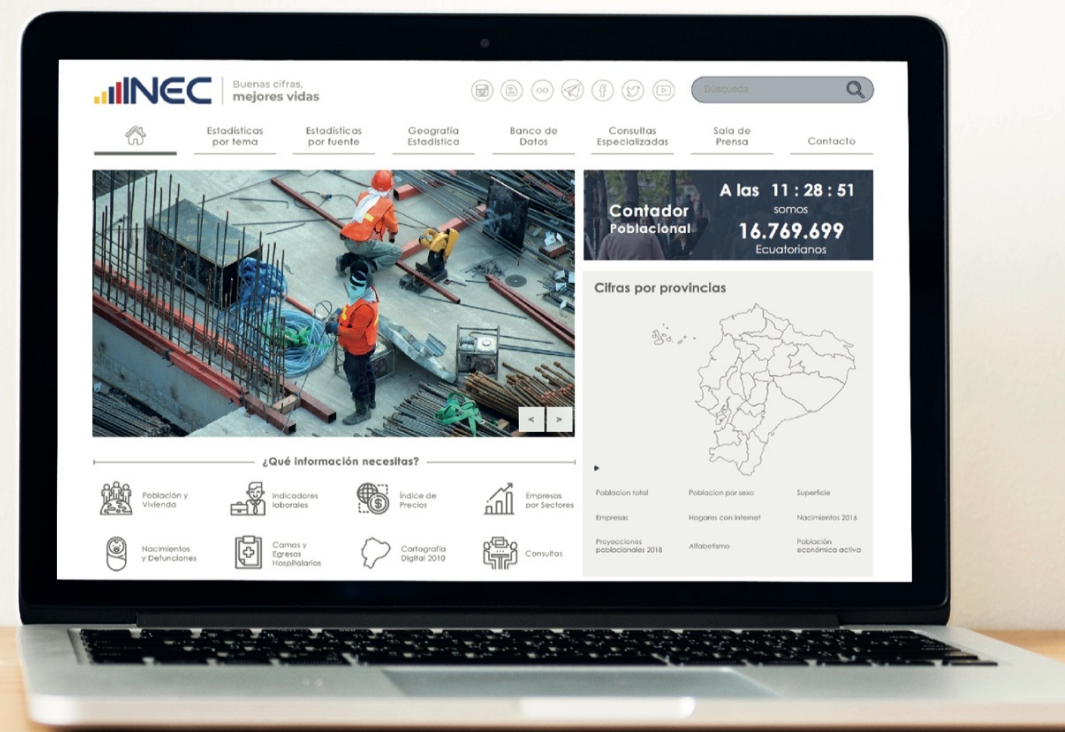 INEC
Buenas cifras,
mejores vidas
Búsqueda
Estadísticas
por tema
Estadísticas
por fuente
Geografía
Estadística
Banco de
Datos
Consultas
Especializadas
Sala de
Prensa
Contacto
Contador
Poblacional
A las 11 : 28 : 51
somos
16.769.699
Ecuatorianos
Cifras por provincias
< >
¿Qué información necesitas?
Población y
Vivienda
Indicadores
laborales
Índice de
Precios
Empresas
por Sectores
Nacimientos
y Defunciones
Camas y
Egresos
Hospitalarios
Cartografía
Digital 2010
Consultas
Poblacion total
Poblacion por sexo
Superficie
Empresas
Hogares con internet
Nacimientos 2016
Proyecciones
poblacionales 2018
Alfabetismo
Población
económica activa